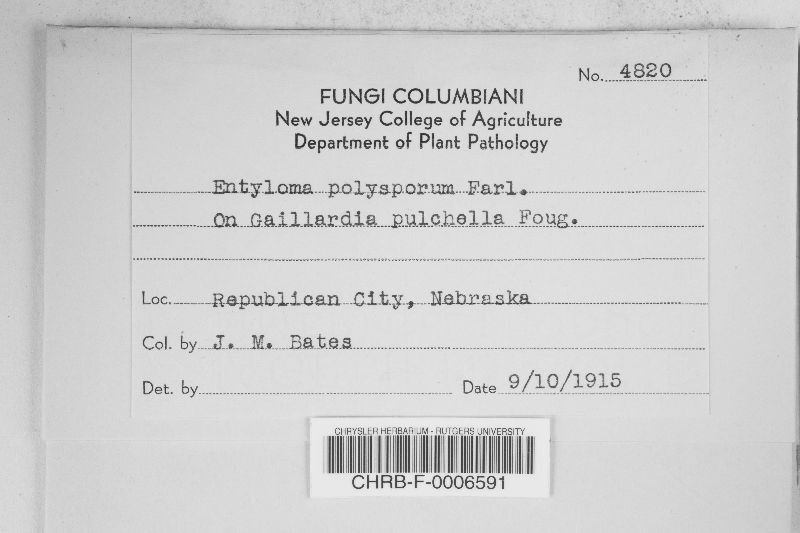 No. 4820
FUNGI COLUMBIANI
New Jersey College of Agriculture
Department of Plant Pathology
Entyloma polysporum Farl.
On Gaillardia pulchella Foug.
Loc. Republican City, Nebraska
Col. by J. M. Bates
Det. by
Date 9/10/1915
CHRYSLER HERBARIUM - RUTGERS UNIVERSITY
CHRB-F-0006591